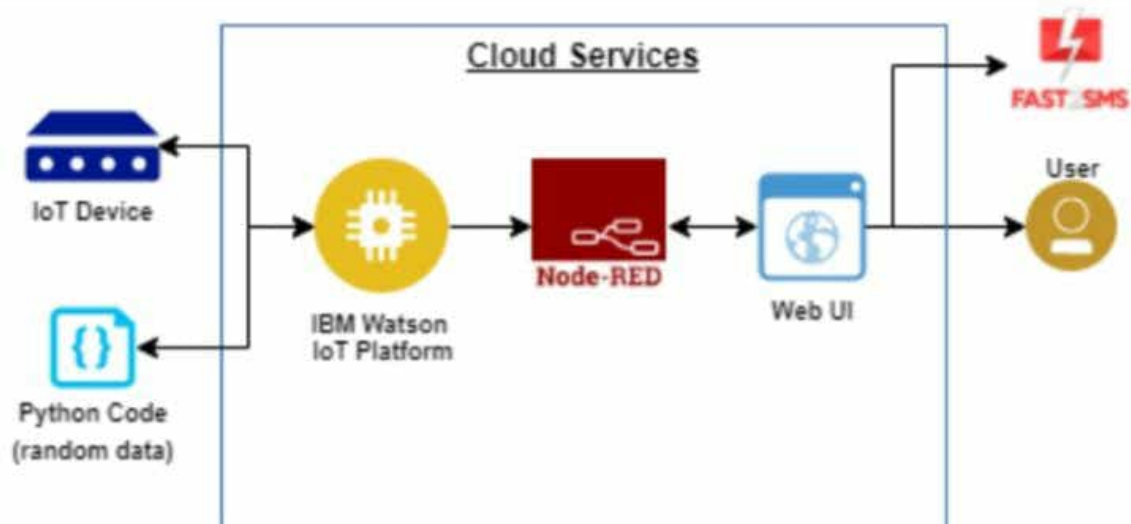 Cloud Services
FAST2SMS
IoT Device
User
Node-RED
Web UI
IBM Watson
IoT Platform
{}
Python Code
(random data)